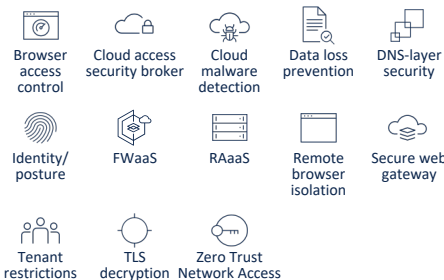 Browser
access
control
Cloud access
security broker
Cloud
malware
detection
Data loss
prevention
DNS-layer
security
Identity/
posture
FWaaS
RAaaS
Remote
browser
isolation
Secure web
gateway
Tenant
restrictions
TLS
decryption
Zero Trust
Network Access